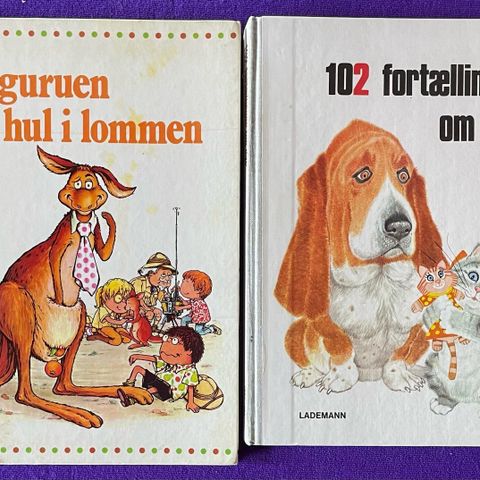 guruen
hul i lommen
102 fortællin
om
LADEMANN